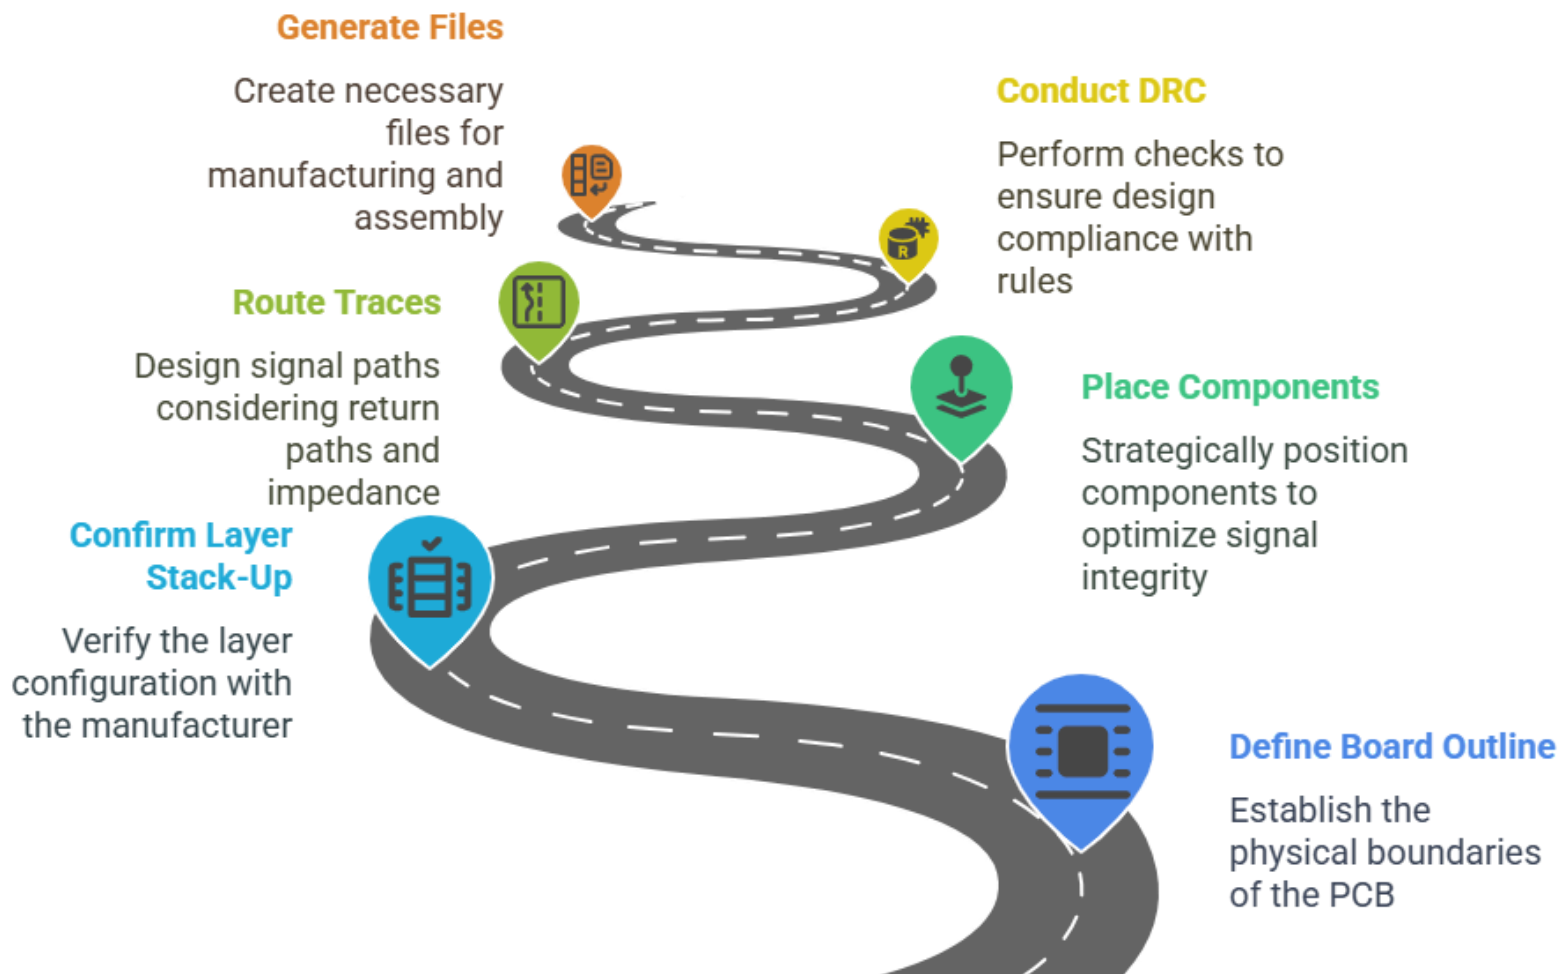 Generate Files
Create necessary
files for
manufacturing and
assembly
Conduct DRC
Perform checks to
ensure design
compliance with
rules
R
Route Traces
Design signal paths
considering return
paths and
impedance
Place Components
Strategically position
components to
optimize signal
integrity
Confirm Layer
Stack-Up
Verify the layer
configuration with
the manufacturer
Define Board Outline
Establish the
physical boundaries
of the PCB